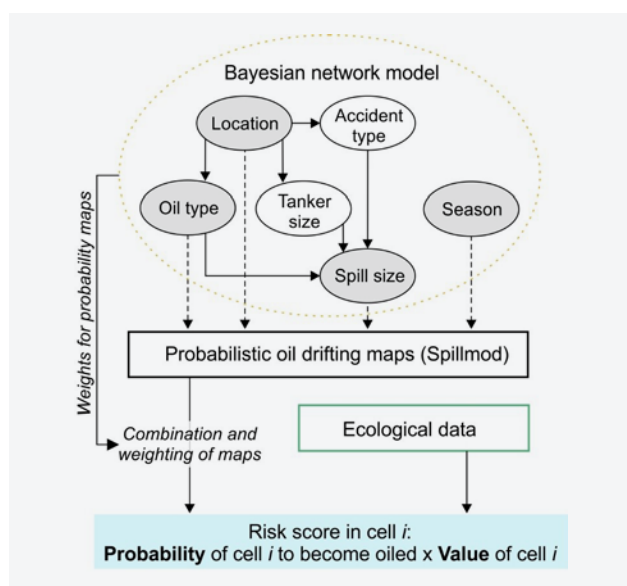 Bayesian network model
Location
Accident
type
Oil type
Tanker
size
Season
Spill size
Weights for probability maps
Probabilistic oil drifting maps (Spillmod)
Combination and
weighting of maps
Ecological data
Risk score in cell i:
Probability of cell i to become oiled x Value of cell i